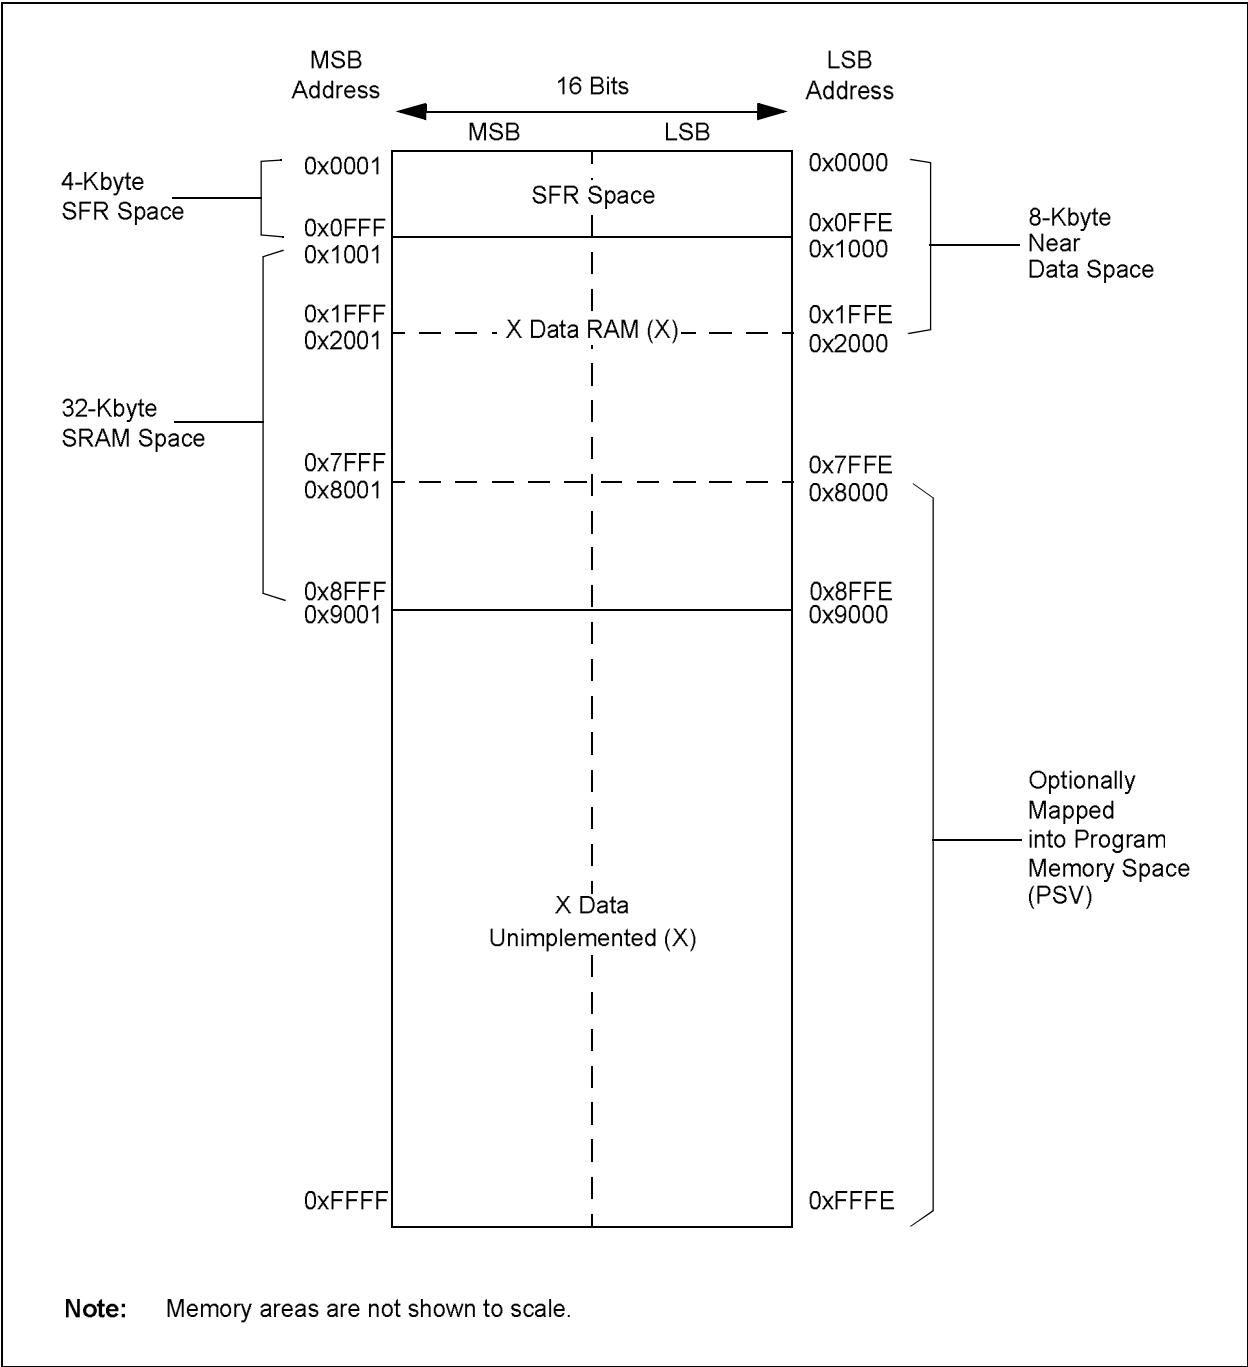 MSB
Address
16 Bits
LSB
Address
MSB
LSB
4-Kbyte
SFR Space
0x0001
0x0FFF
0x1001
SFR Space
0x0000
0x0FFE
0x1000
8-Kbyte
Near
Data Space
0x1FFF
0x2001
X Data RAM (X)
0x1FFE
0x2000
32-Kbyte
SRAM Space
0x7FFF
0x8001
0x7FFE
0x8000
0x8FFF
0x9001
0x8FFE
0x9000
Optionally
Mapped
into Program
Memory Space
(PSV)
X Data
Unimplemented (X)
0xFFFF
0xFFFE
Note: Memory areas are not shown to scale.